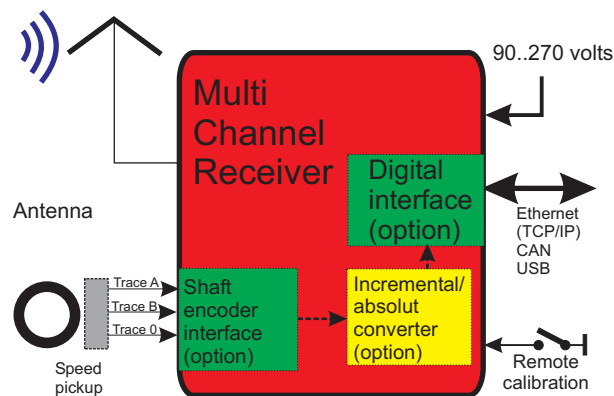 90..270 volts
Multi
Channel
Receiver
Digital
interface
(option)
Antenna
Ethernet
(TCP/IP)
CAN
USB
Trace A
Trace B
Trace 0
Shaft
encoder
interface
(option)
Incremental/
absolut
converter
(option)
Speed
pickup
Remote
calibration